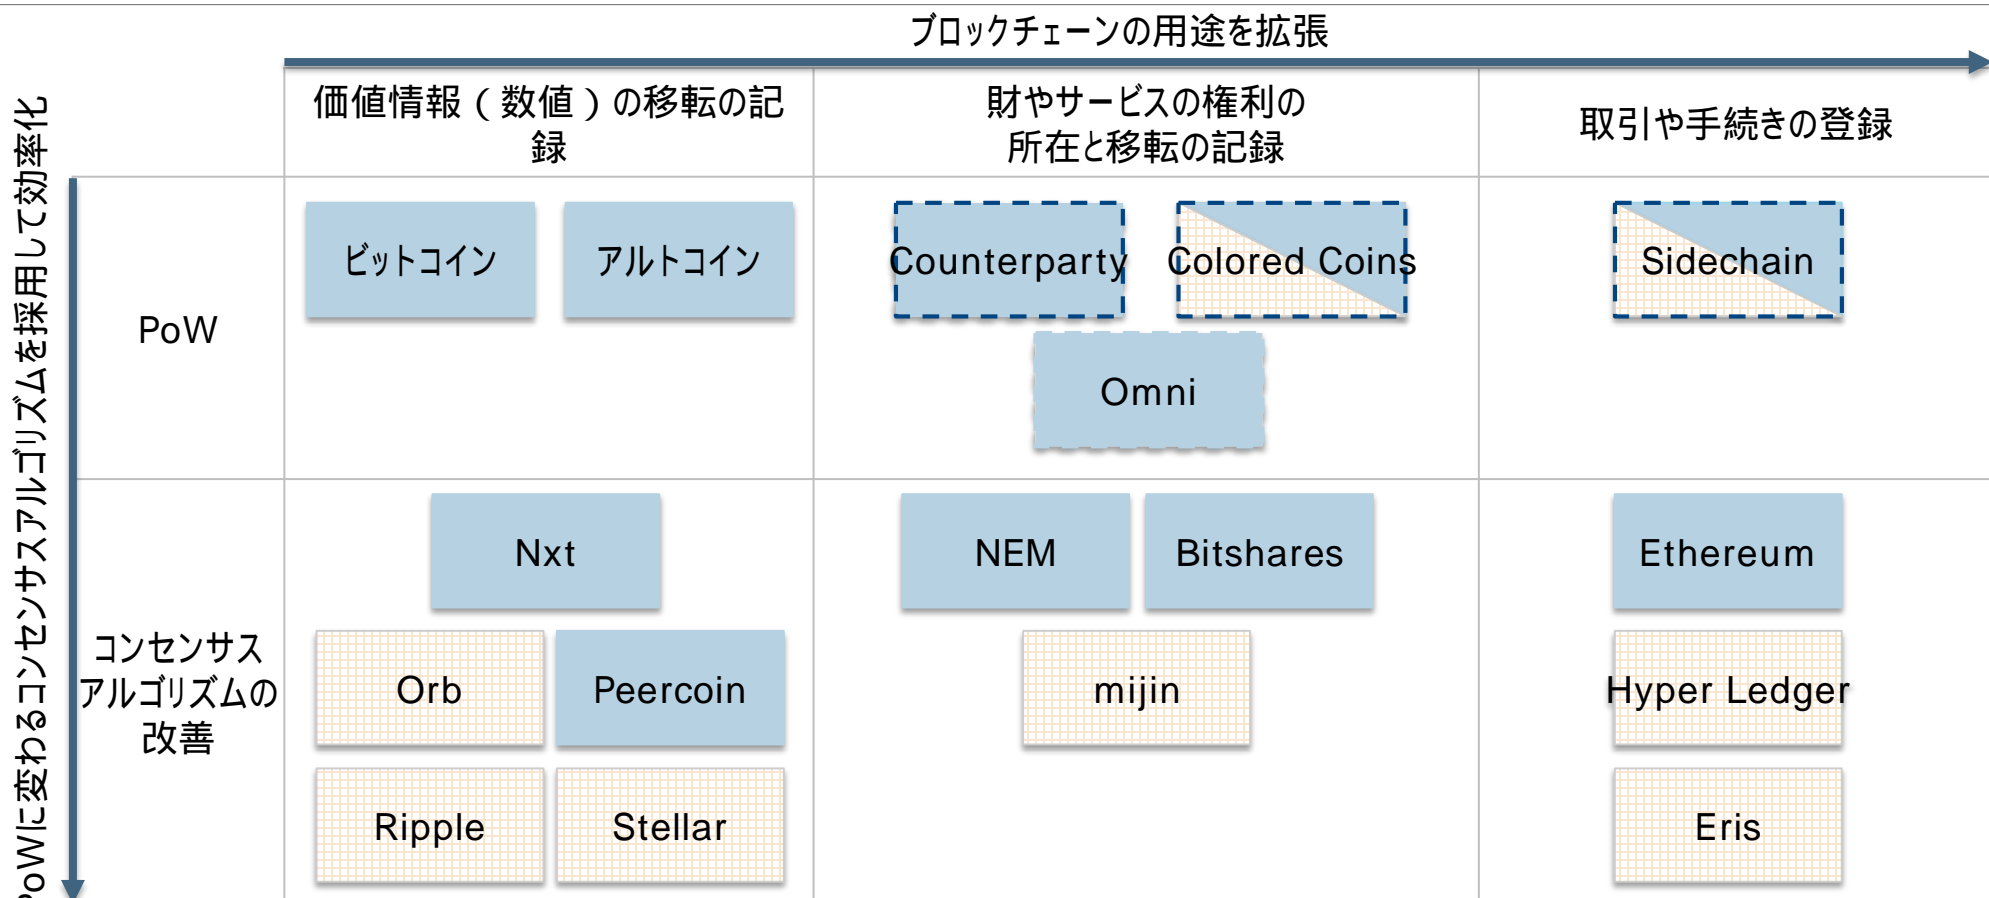 ブロックチェーンの用途を拡張
価値情報(数値)の移転の記
録
財やサービスの権利の
所在と移転の記録
取引や手続きの登録
PoWに変わるコンセンサスアルゴリズムを採用して効率化
PoW
ビットコイン
アルトコイン
Counterparty
Colored Coins
Omni
Sidechain
コンセンサス
アルゴリズムの
改善
Nxt
Orb
Peercoin
Ripple
Stellar
NEM
Bitshares
mijin
Ethereum
Hyper Ledger
Eris